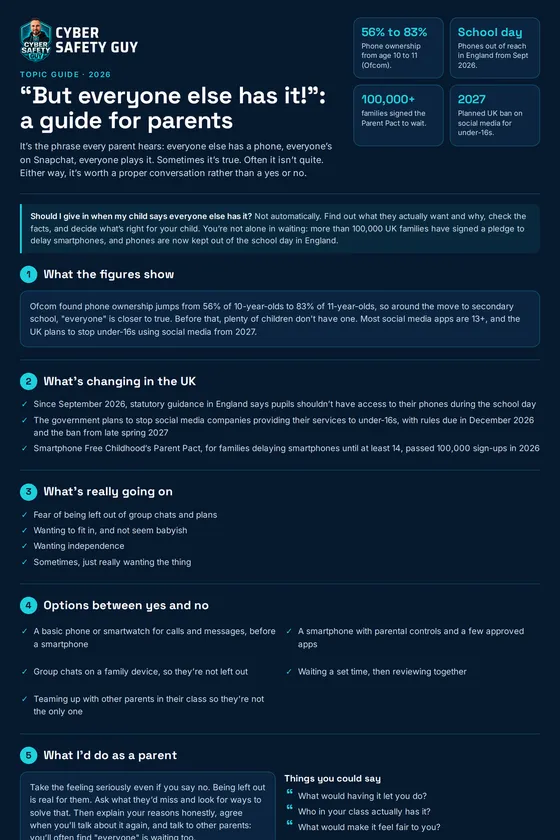 CYBER
SAFETY GUY
CYBER
SAFETY
GUY
TOPIC GUIDE · 2026
“But everyone else has it!”:
a guide for parents
It’s the phrase every parent hears: everyone else has a phone, everyone’s
on Snapchat, everyone plays it. Sometimes it’s true. Often it isn’t quite.
Either way, it’s worth a proper conversation rather than a yes or no.
56% to 83%
Phone ownership
from age 10 to 11
(Ofcom).
School day
Phones out of reach
in England from Sept
2026.
100,000+
families signed the
Parent Pact to wait.
2027
Planned UK ban on
social media for
under-16s.
Should I give in when my child says everyone else has it? Not automatically. Find out what they actually want and why, check the
facts, and decide what’s right for your child. You’re not alone in waiting: more than 100,000 UK families have signed a pledge to
delay smartphones, and phones are now kept out of the school day in England.
1 What the figures show
Ofcom found phone ownership jumps from 56% of 10-year-olds to 83% of 11-year-olds, so around the move to secondary
school, "everyone" is closer to true. Before that, plenty of children don’t have one. Most social media apps are 13+, and the
UK plans to stop under-16s using social media from 2027.
2 What’s changing in the UK
✓ Since September 2026, statutory guidance in England says pupils shouldn’t have access to their phones during the school day
✓ The government plans to stop social media companies providing their services to under-16s, with rules due in December 2026
and the ban from late spring 2027
✓ Smartphone Free Childhood’s Parent Pact, for families delaying smartphones until at least 14, passed 100,000 sign-ups in 2026
3 What’s really going on
✓ Fear of being left out of group chats and plans
✓ Wanting to fit in, and not seem babyish
✓ Wanting independence
✓ Sometimes, just really wanting the thing
4 Options between yes and no
✓ A basic phone or smartwatch for calls and messages, before
a smartphone
✓ A smartphone with parental controls and a few approved
apps
✓ Group chats on a family device, so they’re not left out
✓ Waiting a set time, then reviewing together
✓ Teaming up with other parents in their class so they’re not
the only one
5 What I’d do as a parent
Take the feeling seriously even if you say no. Being left out
is real for them. Ask what they’d miss and look for ways to
solve that. Then explain your reasons honestly, agree
when you’ll talk about it again, and talk to other parents:
you’ll often find "everyone" is waiting too.
Things you could say
“ What would having it let you do?
“ Who in your class actually has it?
“ What would make it feel fair to you?